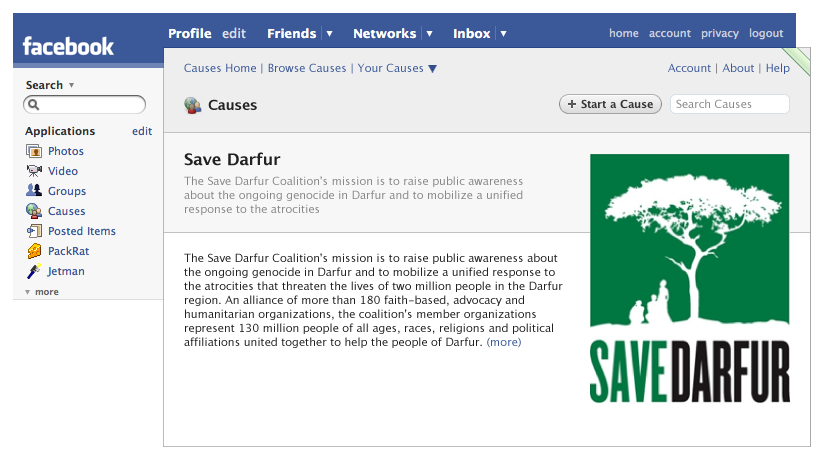 facebook
Profile edit Friends ▼ Networks ▼ Inbox ▼
home account privacy logout
Search ▼
Applications edit
Photos
Video
Groups
Causes
Posted Items
PackRat
Jetman
▼ more
Causes Home | Browse Causes | Your Causes ▼
Account | About | Help
Causes
+ Start a Cause
Search Causes
Save Darfur
The Save Darfur Coalition's mission is to raise public awareness
about the ongoing genocide in Darfur and to mobilize a unified
response to the atrocities
The Save Darfur Coalition's mission is to raise public awareness about
the ongoing genocide in Darfur and to mobilize a unified response to
the atrocities that threaten the lives of two million people in the Darfur
region. An alliance of more than 180 faith-based, advocacy and
humanitarian organizations, the coalition's member organizations
represent 130 million people of all ages, races, religions and political
affiliations united together to help the people of Darfur. (more)
SAVEDARFUR